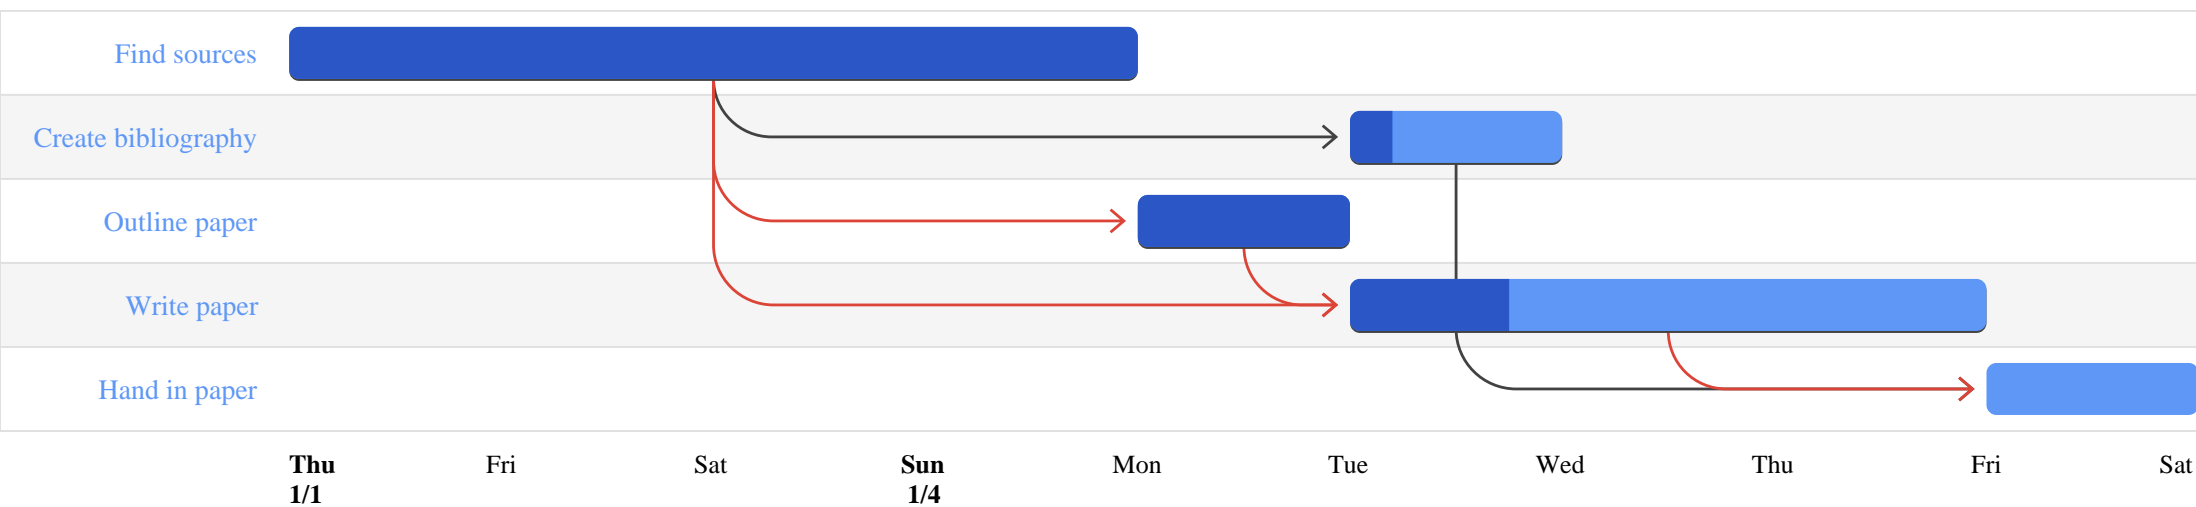 Find sources
Create bibliography
Outline paper
Write paper
Hand in paper
Thu Fri Sat Sun Mon Tue Wed Thu Fri Sat
1/1 1/4